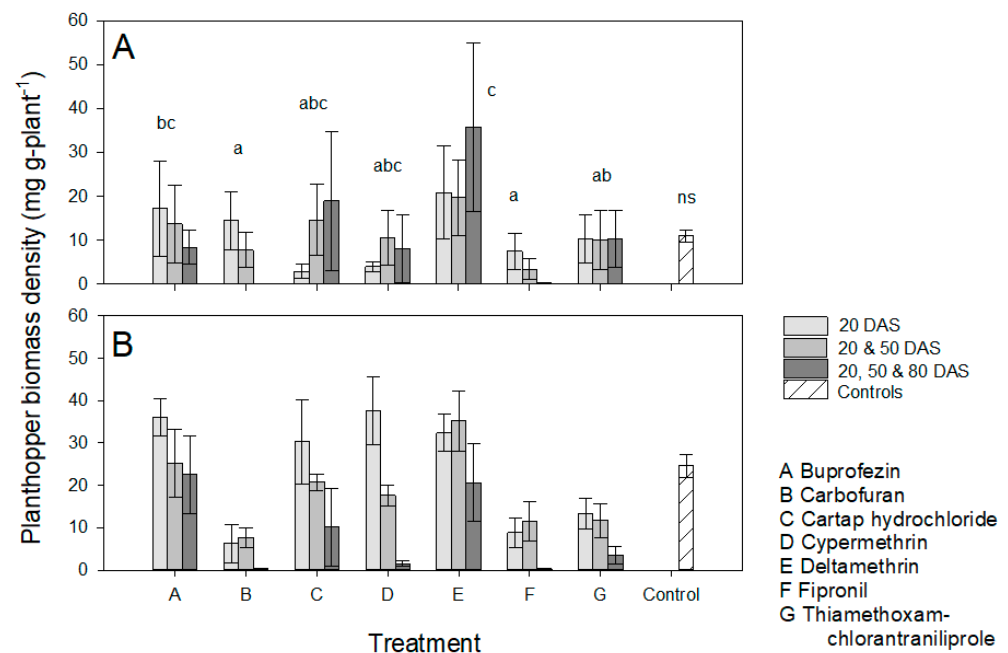 Planthopper biomass density (mg g-plant-1)
60
50
40
30
20
10
0
A
bc
a
abc
abc
c
a
ab
ns
60
50
40
30
20
10
0
B
A B C D E F G Control
Treatment
20 DAS
20 & 50 DAS
20, 50 & 80 DAS
Controls
A Buprofezin
B Carbofuran
C Cartap hydrochloride
D Cypermethrin
E Deltamethrin
F Fipronil
G Thiamethoxam-
chlorantraniliprole